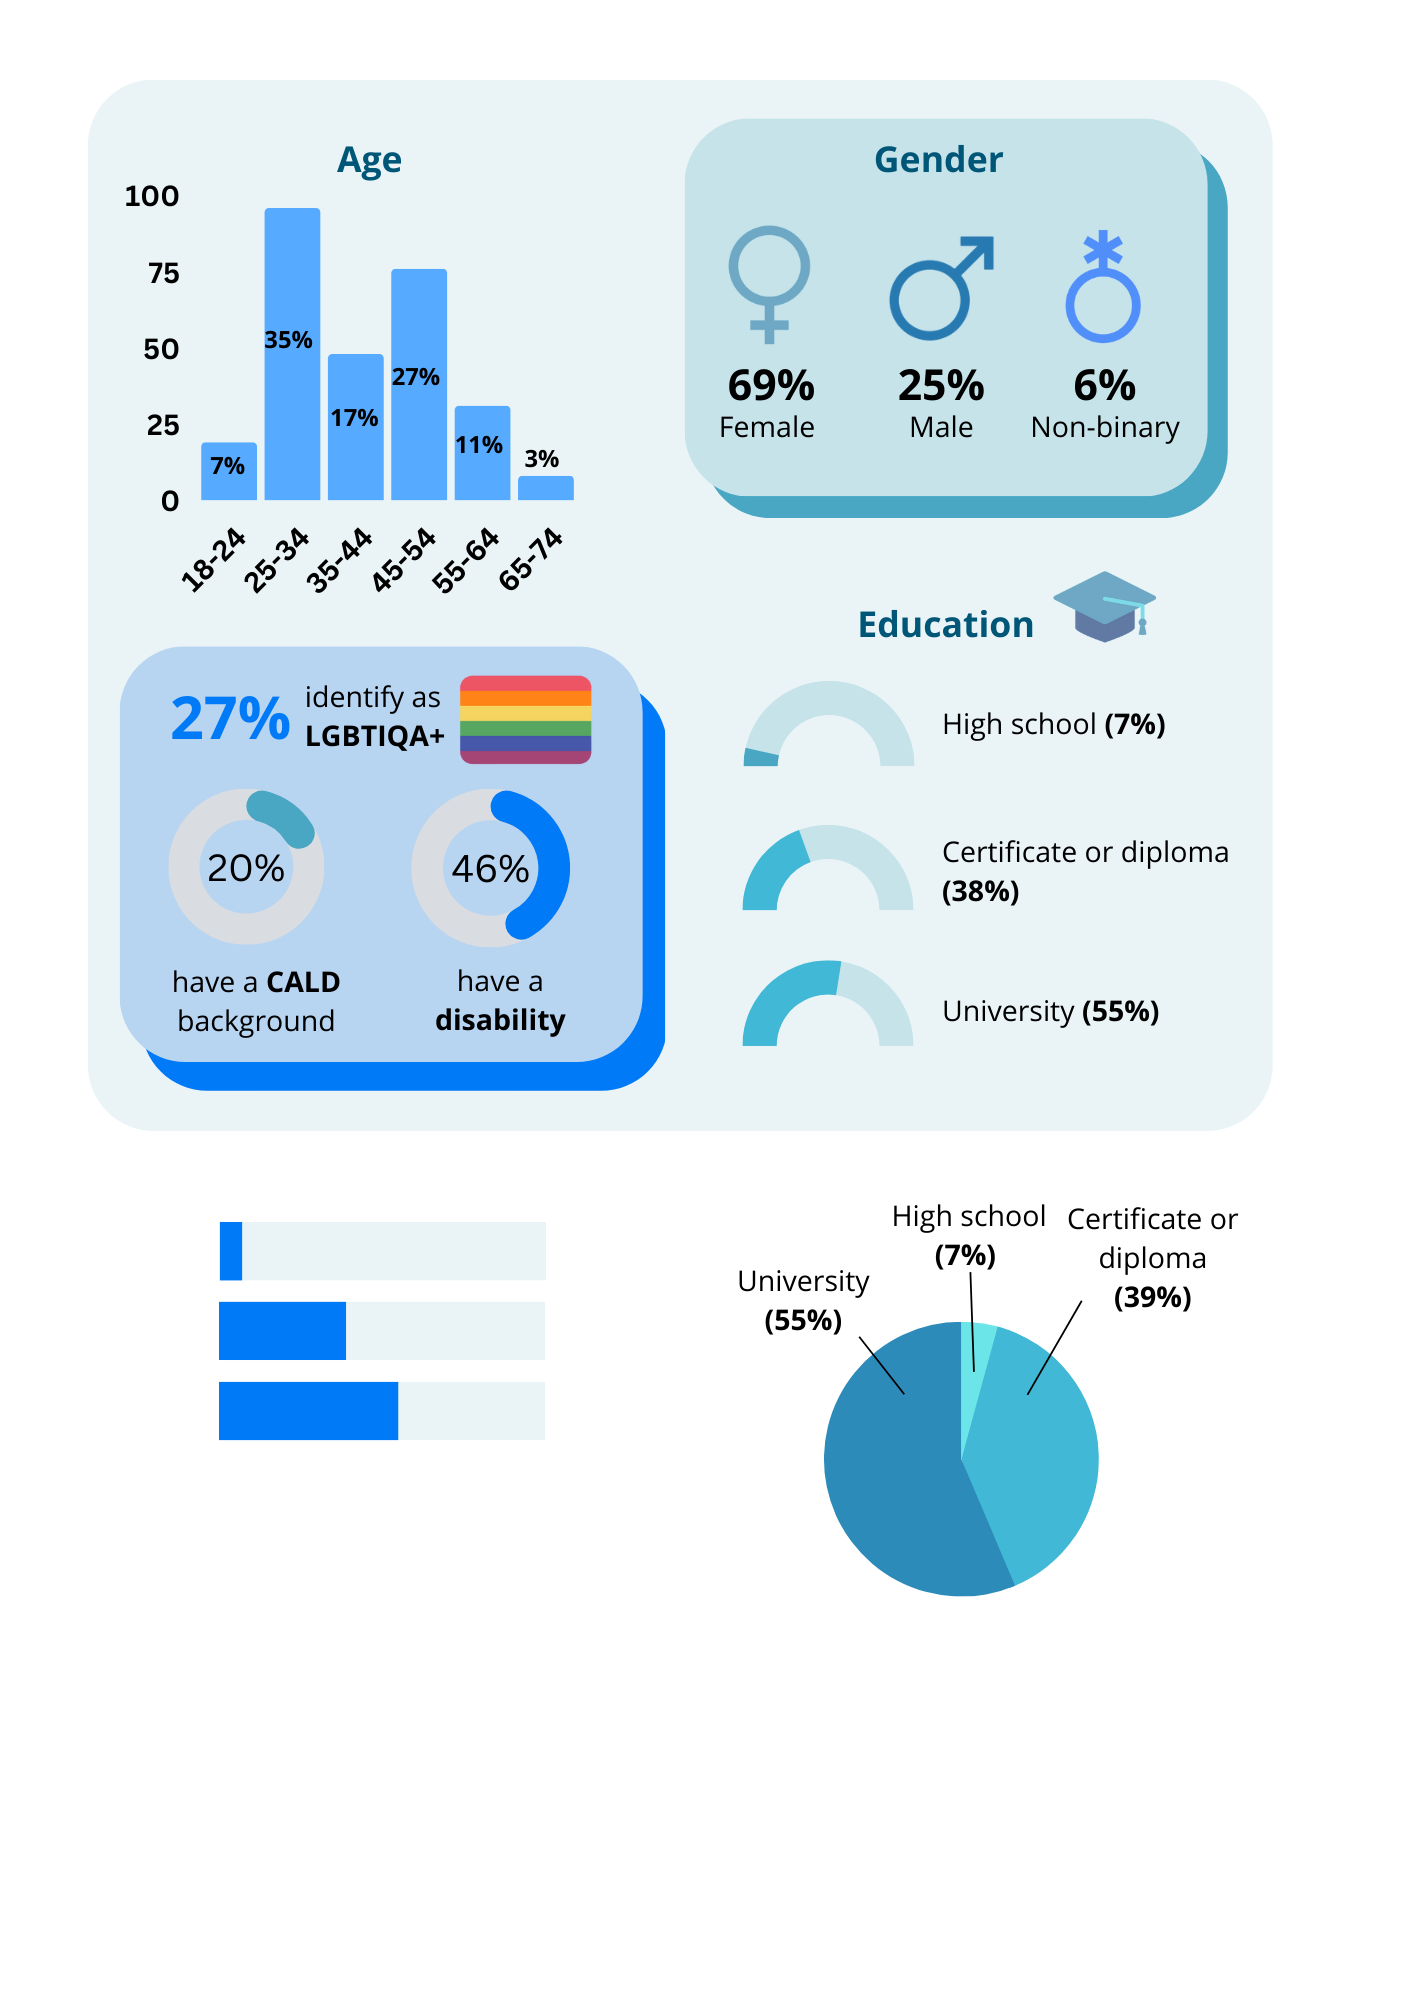 Age
100
75
50
25
0
35%
27%
17%
11%
3%
7%
18-24
25-34
35-44
45-54
55-64
65-74
Gender
69%
Female
25%
Male
6%
Non-binary
27%
identify as
LGBTIQA+
20%
have a CALD
background
46%
have a
disability
Education
High school (7%)
Certificate or diploma
(38%)
University (55%)
High school
(7%)
Certificate or
diploma
(39%)
University
(55%)